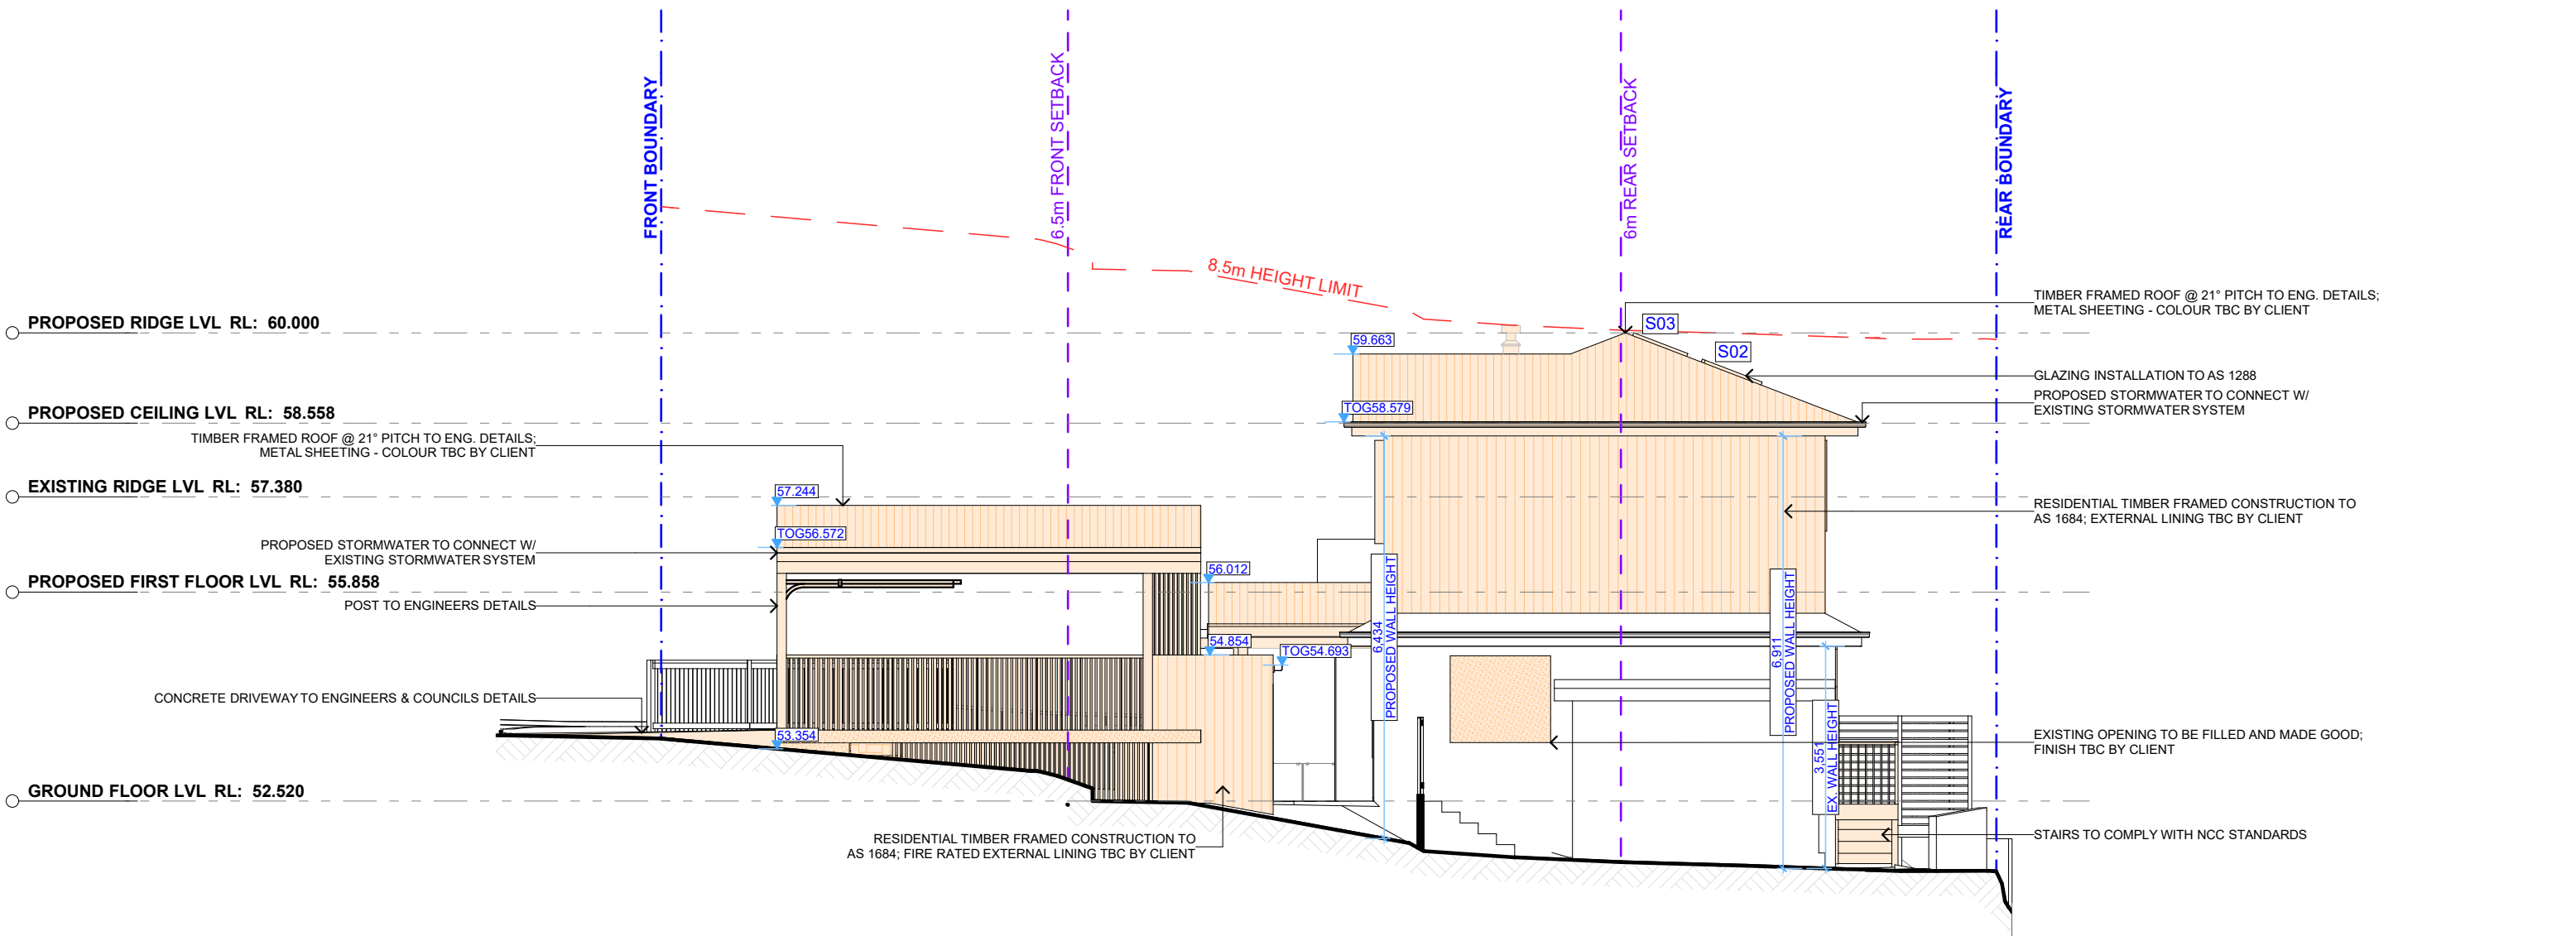 FRONT BOUNDARY
6.5m FRONT SETBACK
6m REAR SETBACK
REAR BOUNDARY
8.5m HEIGHT LIMIT
PROPOSED RIDGE LVL RL: 60.000
PROPOSED CEILING LVL RL: 58.558
TIMBER FRAMED ROOF @ 21° PITCH TO ENG. DETAILS;
METAL SHEETING - COLOUR TBC BY CLIENT
EXISTING RIDGE LVL RL: 57.380
PROPOSED STORMWATER TO CONNECT W/
EXISTING STORMWATER SYSTEM
PROPOSED FIRST FLOOR LVL RL: 55.858
POST TO ENGINEERS DETAILS
CONCRETE DRIVEWAY TO ENGINEERS & COUNCILS DETAILS
GROUND FLOOR LVL RL: 52.520
57.244
TOG56.572
53.354
56.012
54.854
TOG54.693
59.663
TOG58.579
S03
S02
6,434
PROPOSED WALL HEIGHT
6,911
PROPOSED WALL HEIGHT
3,551
EX. WALL HEIGHT
RESIDENTIAL TIMBER FRAMED CONSTRUCTION TO
AS 1684; FIRE RATED EXTERNAL LINING TBC BY CLIENT
TIMBER FRAMED ROOF @ 21° PITCH TO ENG. DETAILS;
METAL SHEETING - COLOUR TBC BY CLIENT
GLAZING INSTALLATION TO AS 1288
PROPOSED STORMWATER TO CONNECT W/
EXISTING STORMWATER SYSTEM
RESIDENTIAL TIMBER FRAMED CONSTRUCTION TO
AS 1684; EXTERNAL LINING TBC BY CLIENT
EXISTING OPENING TO BE FILLED AND MADE GOOD;
FINISH TBC BY CLIENT
STAIRS TO COMPLY WITH NCC STANDARDS